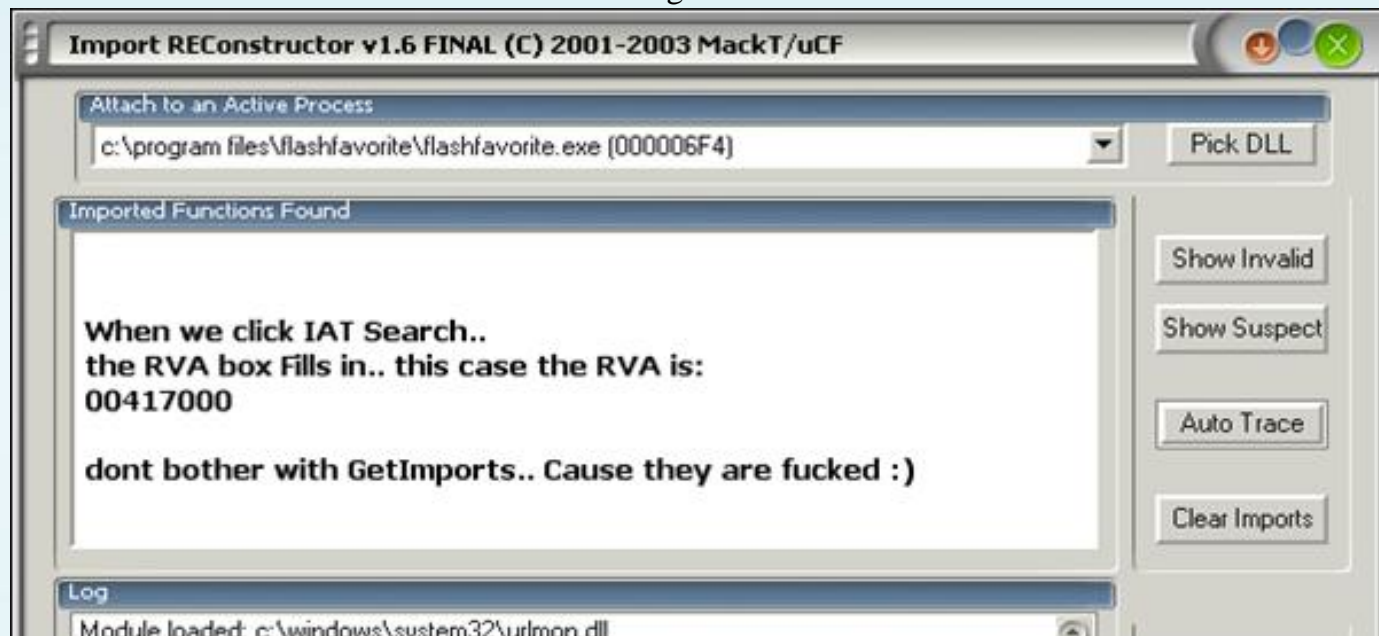 Import REConstructor v1.6 FINAL (C) 2001-2003 MackT/uCF
Attach to an Active Process
c:\program files\flashfavorite\flashfavorite.exe (000006F4)
Pick DLL
Imported Functions Found
Show Invalid
When we click IAT Search..
Show Suspect
the RVA box Fills in.. this case the RVA is:
00417000
Auto Trace
dont bother with GetImports.. Cause they are fucked :)
Clear Imports
Log
Module loaded: c:\windows\system32\urlmon.dll